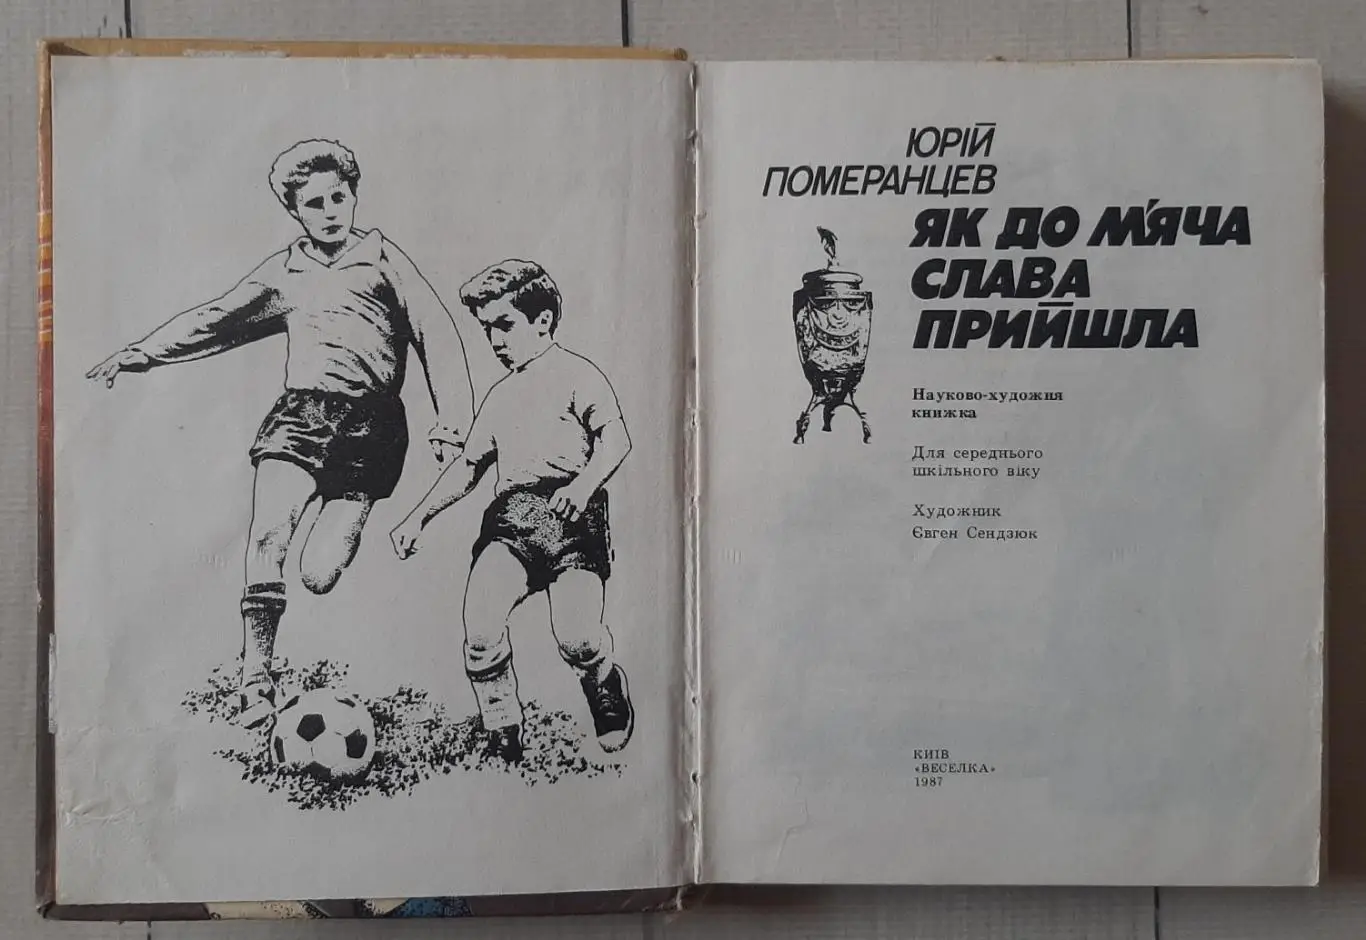 ЮРІЙ
ПОМЕРАНЦЕВ
ЯК ДО М'ЯЧА
СЛАВА
ПРИЙШЛА
Науково-художня
книжка
Для середнього
шкільного віку
Художник
Євген Сендзюк
КИЇВ
«ВЕСЕЛКА»
1987